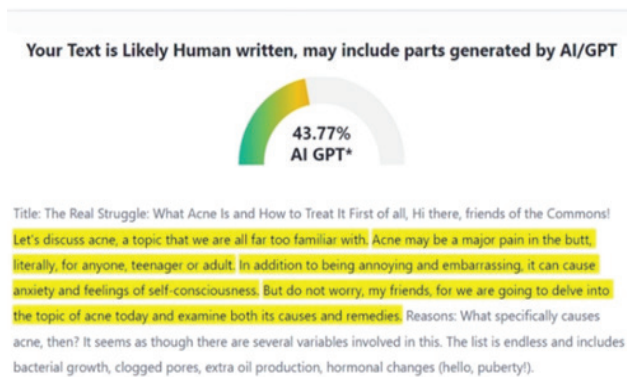 Your Text is Likely Human written, may include parts generated by AI/GPT
43.77%
AI GPT*
Title: The Real Struggle: What Acne Is and How to Treat It First of all, Hi there, friends of the Commons!
Let's discuss acne, a topic that we are all far too familiar with. Acne may be a major pain in the butt,
literally, for anyone, teenager or adult. In addition to being annoying and embarrassing, it can cause
anxiety and feelings of self-consciousness. But do not worry, my friends, for we are going to delve into
the topic of acne today and examine both its causes and remedies. Reasons: What specifically causes
acne, then? It seems as though there are several variables involved in this. The list is endless and includes
bacterial growth, clogged pores, extra oil production, hormonal changes (hello, puberty!).